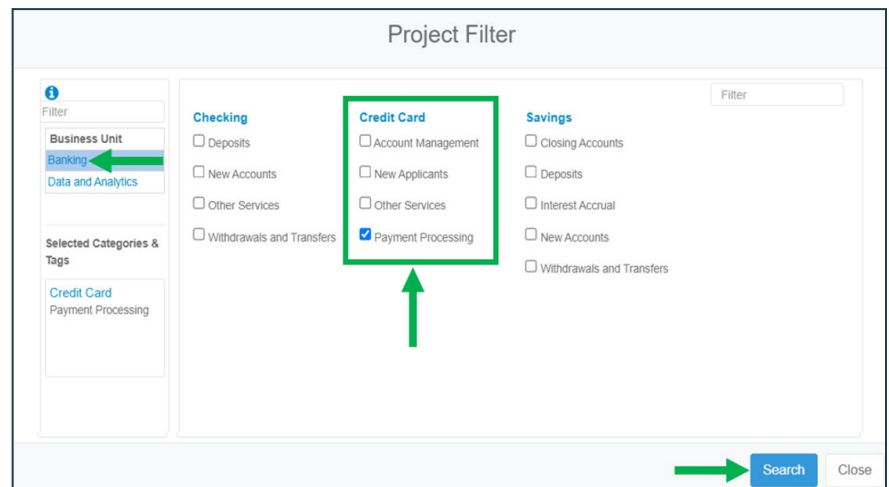 Project Filter
Filter
Business Unit
Banking
Data and Analytics
Selected Categories &
Tags
Credit Card
Payment Processing
Filter
Checking
Deposits
New Accounts
Other Services
Withdrawals and Transfers
Credit Card
Account Management
New Applicants
Other Services
Payment Processing
Savings
Closing Accounts
Deposits
Interest Accrual
New Accounts
Withdrawals and Transfers
Search
Close